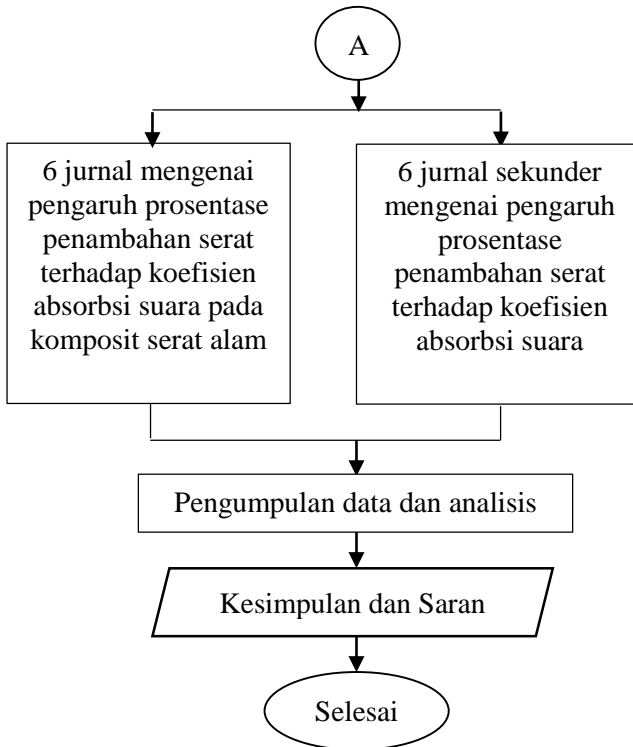 A
6 jurnal mengenai
pengaruh prosentase
penambahan serat
terhadap koefisien
absorbsi suara pada
komposit serat alam
6 jurnal sekunder
mengenai pengaruh
prosentase
penambahan serat
terhadap koefisien
absorbsi suara
Pengumpulan data dan analisis
Kesimpulan dan Saran
Selesai